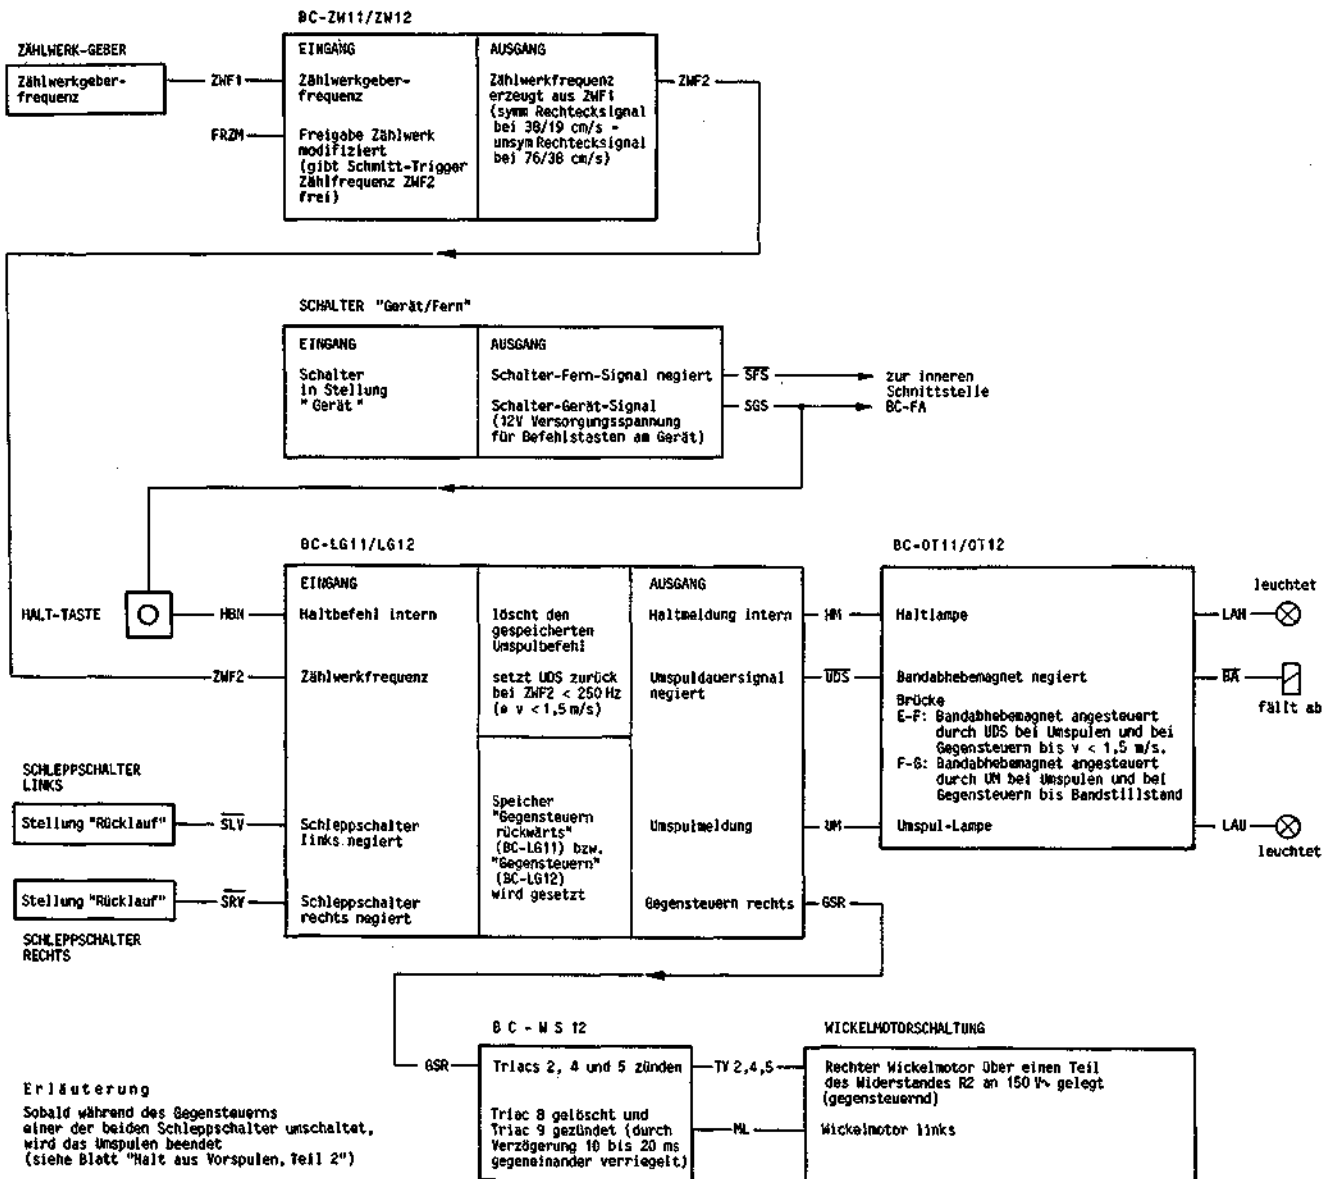 BC-ZW11/ZW12
ZÄHLWERK-GEBER
Zählwerkgeber-
frequenz
ZWF1
EINGANG
Zählwerkgeber-
frequenz
FRZM
Freigabe Zählwerk
modifiziert
(gibt Schmitt-Trigger
Zählfrequenz ZWF2
frei)
AUSGANG
Zählwerkfrequenz
erzeugt aus ZWF1
(symm Rechtecksignal
bei 38/19 cm/s -
unsym Rechtecksignal
bei 76/38 cm/s)
ZWF2
SCHALTER "Gerät/Fern"
EINGANG
Schalter
in Stellung
"Gerät"
AUSGANG
Schalter-Fern-Signal negiert
S̅F̅S̅
Schalter-Gerät-Signal
(12V Versorgungsspannung
für Befehlstasten am Gerät)
SGS
zur inneren
Schnittstelle
BC-FA
BC-LG11/LG12
HALT-TASTE
HBN
ZWF2
EINGANG
Haltbefehl intern
Zählwerkfrequenz
löscht den
gespeicherten
Umspulbefehl
setzt UDS zurück
bei ZWF2 < 250 Hz
(≙ v < 1,5 m/s)
AUSGANG
Haltmeldung intern
HM
Umspuldauersignal
negiert
U̅D̅S̅
SCHLEPPSCHALTER
LINKS
Stellung "Rücklauf"
S̅L̅V̅
Schleppschalter
links negiert
Stellung "Rücklauf"
S̅R̅V̅
Schleppschalter
rechts negiert
SCHLEPPSCHALTER
RECHTS
Speicher
"Gegensteuern
rückwärts"
(BC-LG11) bzw.
"Gegensteuern"
(BC-LG12)
wird gesetzt
Umspulmeldung
UM
Gegensteuern rechts
GSR
BC-OT11/OT12
Haltlampe
LAH
leuchtet
Bandabhebemagnet negiert
B̅A̅
fällt ab
Brücke
E-F: Bandabhebemagnet angesteuert
durch UDS bei Umspulen und bei
Gegensteuern bis v < 1,5 m/s.
F-G: Bandabhebemagnet angesteuert
durch UM bei Umspulen und bei
Gegensteuern bis Bandstillstand
Umspul-Lampe
LAU
leuchtet
BC-WS12
GSR
Triacs 2, 4 und 5 zünden
TV 2,4,5
Triac 8 gelöscht und
Triac 9 gezündet (durch
Verzögerung 10 bis 20 ms
gegeneinander verriegelt)
ML
WICKELMOTORSCHALTUNG
Rechter Wickelmotor über einen Teil
des Widerstandes R2 an 150 V~ gelegt
(gegensteuernd)
Wickelmotor links
Erläuterung
Sobald während des Gegensteuerns
einer der beiden Schleppschalter umschaltet,
wird das Umspulen beendet
(siehe Blatt "Halt aus Vorspulen, Teil 2")